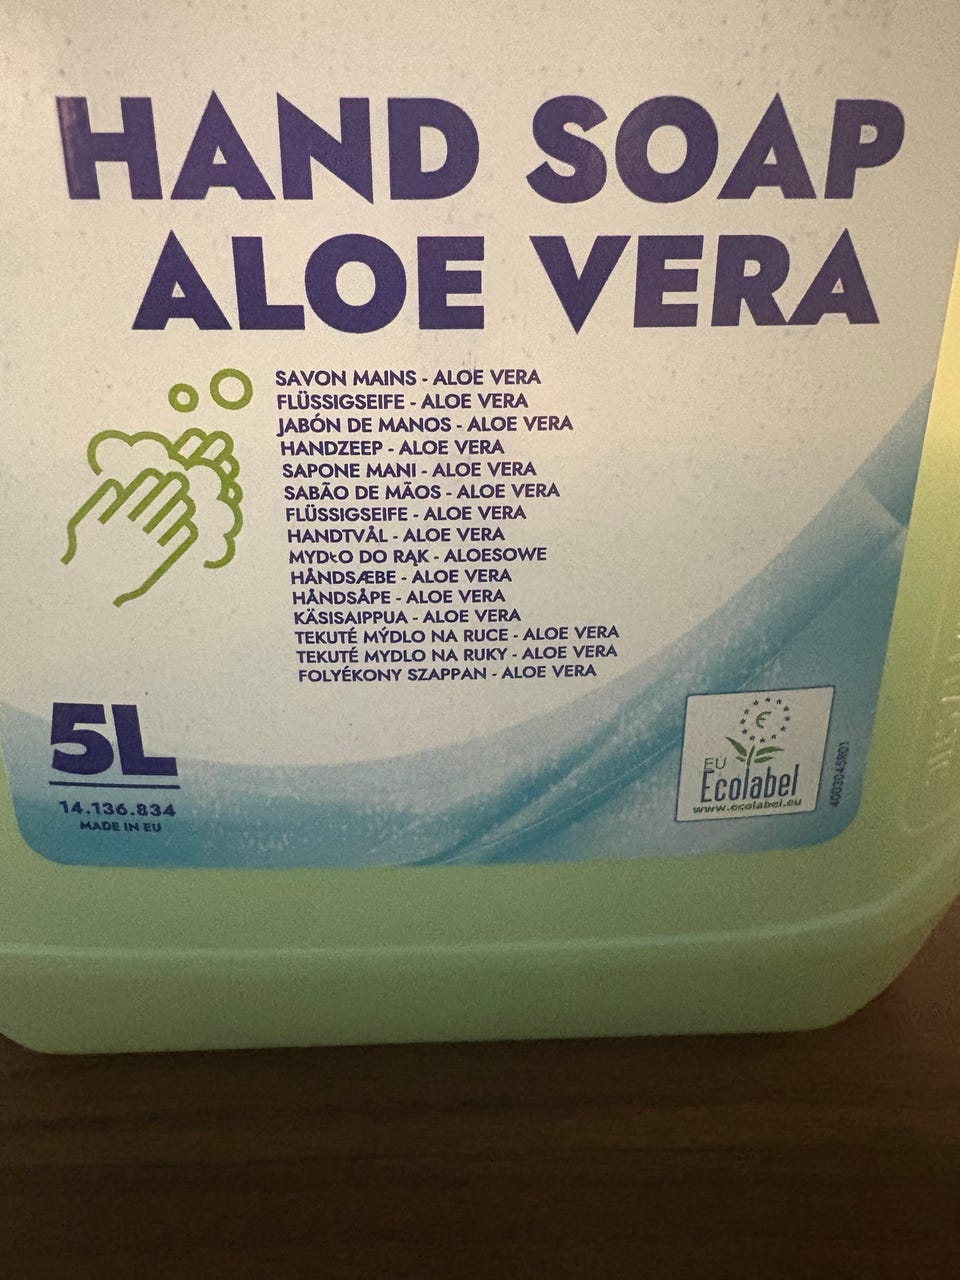 HAND SOAP
ALOE VERA
SAVON MAINS - ALOE VERA
FLÜSSIGSEIFE - ALOE VERA
JABÓN DE MANOS - ALOE VERA
HANDZEEP - ALOE VERA
SAPONE MANI - ALOE VERA
SABÃO DE MÃOS - ALOE VERA
FLÜSSIGSEIFE - ALOE VERA
HANDTVÅL - ALOE VERA
MYDŁO DO RĄK - ALOESOWE
HÅNDSÆBE - ALOE VERA
HÅNDSÅPE - ALOE VERA
KÄSISAIPPUA - ALOE VERA
TEKUTÉ MÝDLO NA RUCE - ALOE VERA
TEKUTÉ MYDLO NA RUKY - ALOE VERA
FOLYÉKONY SZAPPAN - ALOE VERA
5L
14.136.834
MADE IN EU
EU
Ecolabel
www.ecolabel.eu
4003045R01